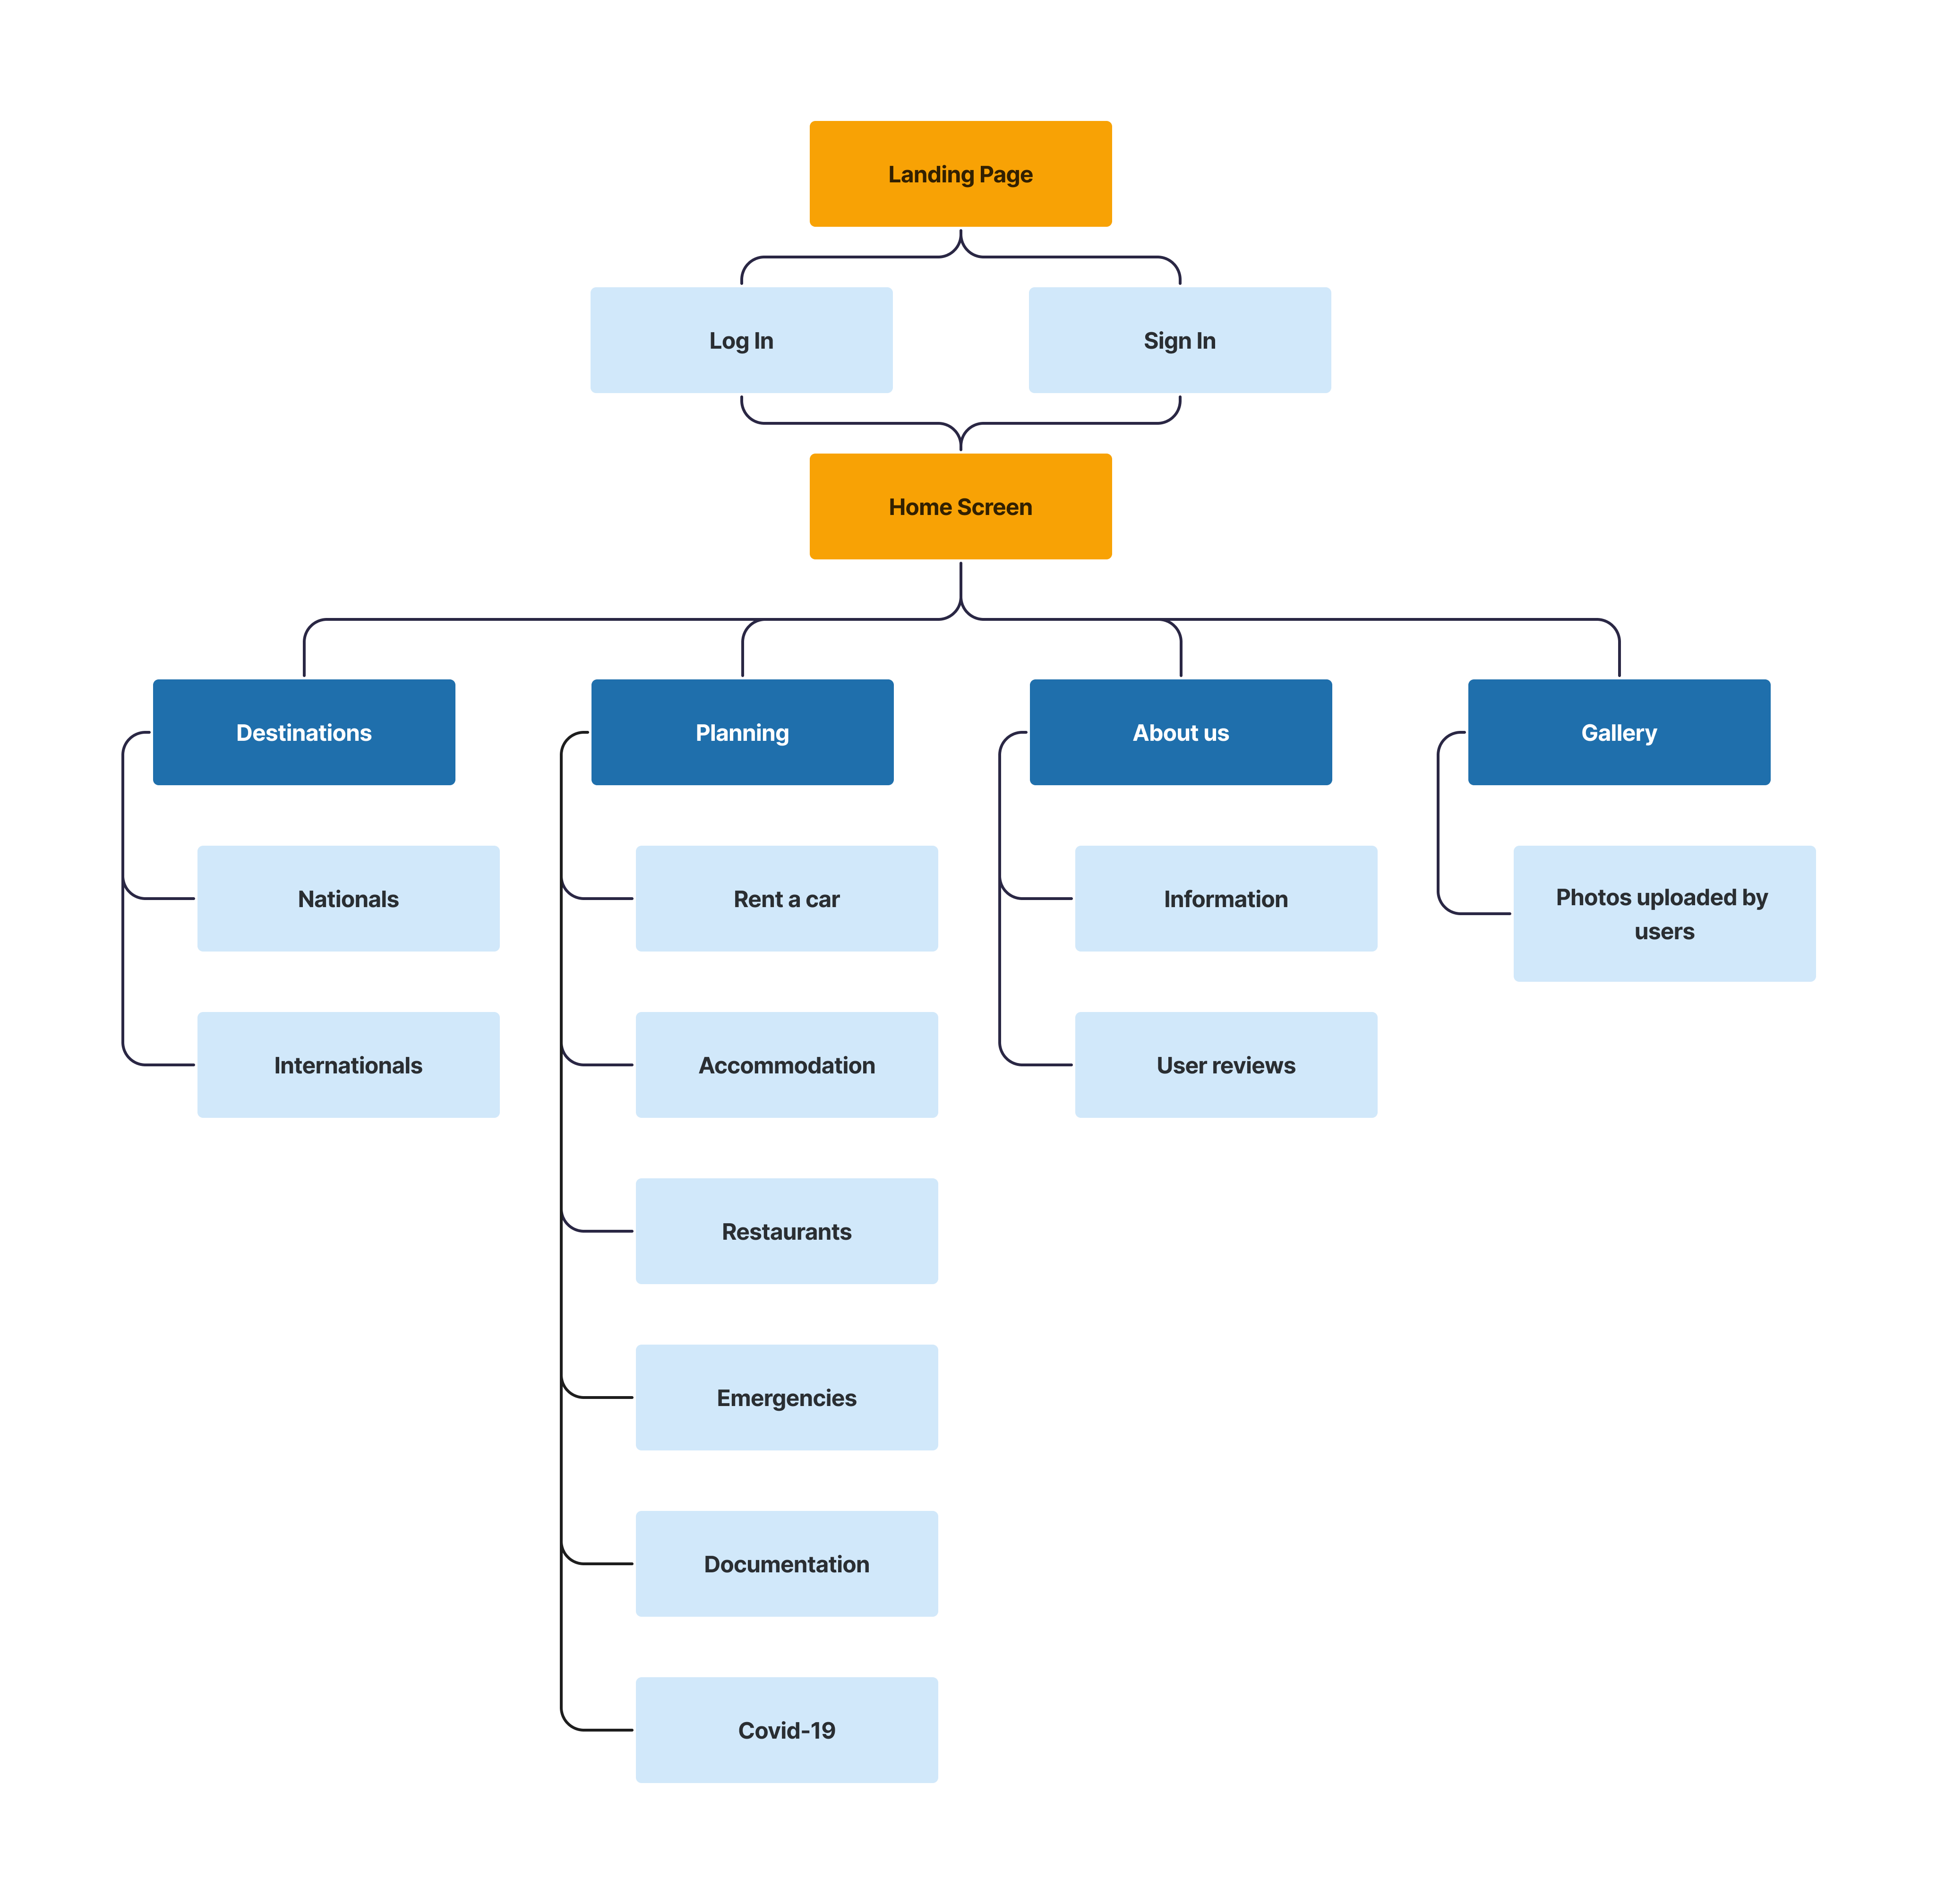 Landing Page
Log In
Sign In
Home Screen
Destinations
Planning
About us
Gallery
Nationals
Rent a car
Information
Photos uploaded by
users
Internationals
Accommodation
User reviews
Restaurants
Emergencies
Documentation
Covid-19